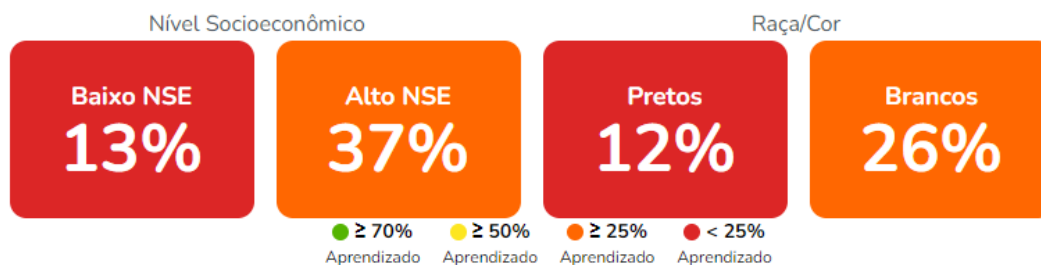 Nível Socioeconômico
Raça/Cor
Baixo NSE
13%
Alto NSE
37%
Pretos
12%
Brancos
26%
≥ 70%
Aprendizado
≥ 50%
Aprendizado
≥ 25%
Aprendizado
< 25%
Aprendizado